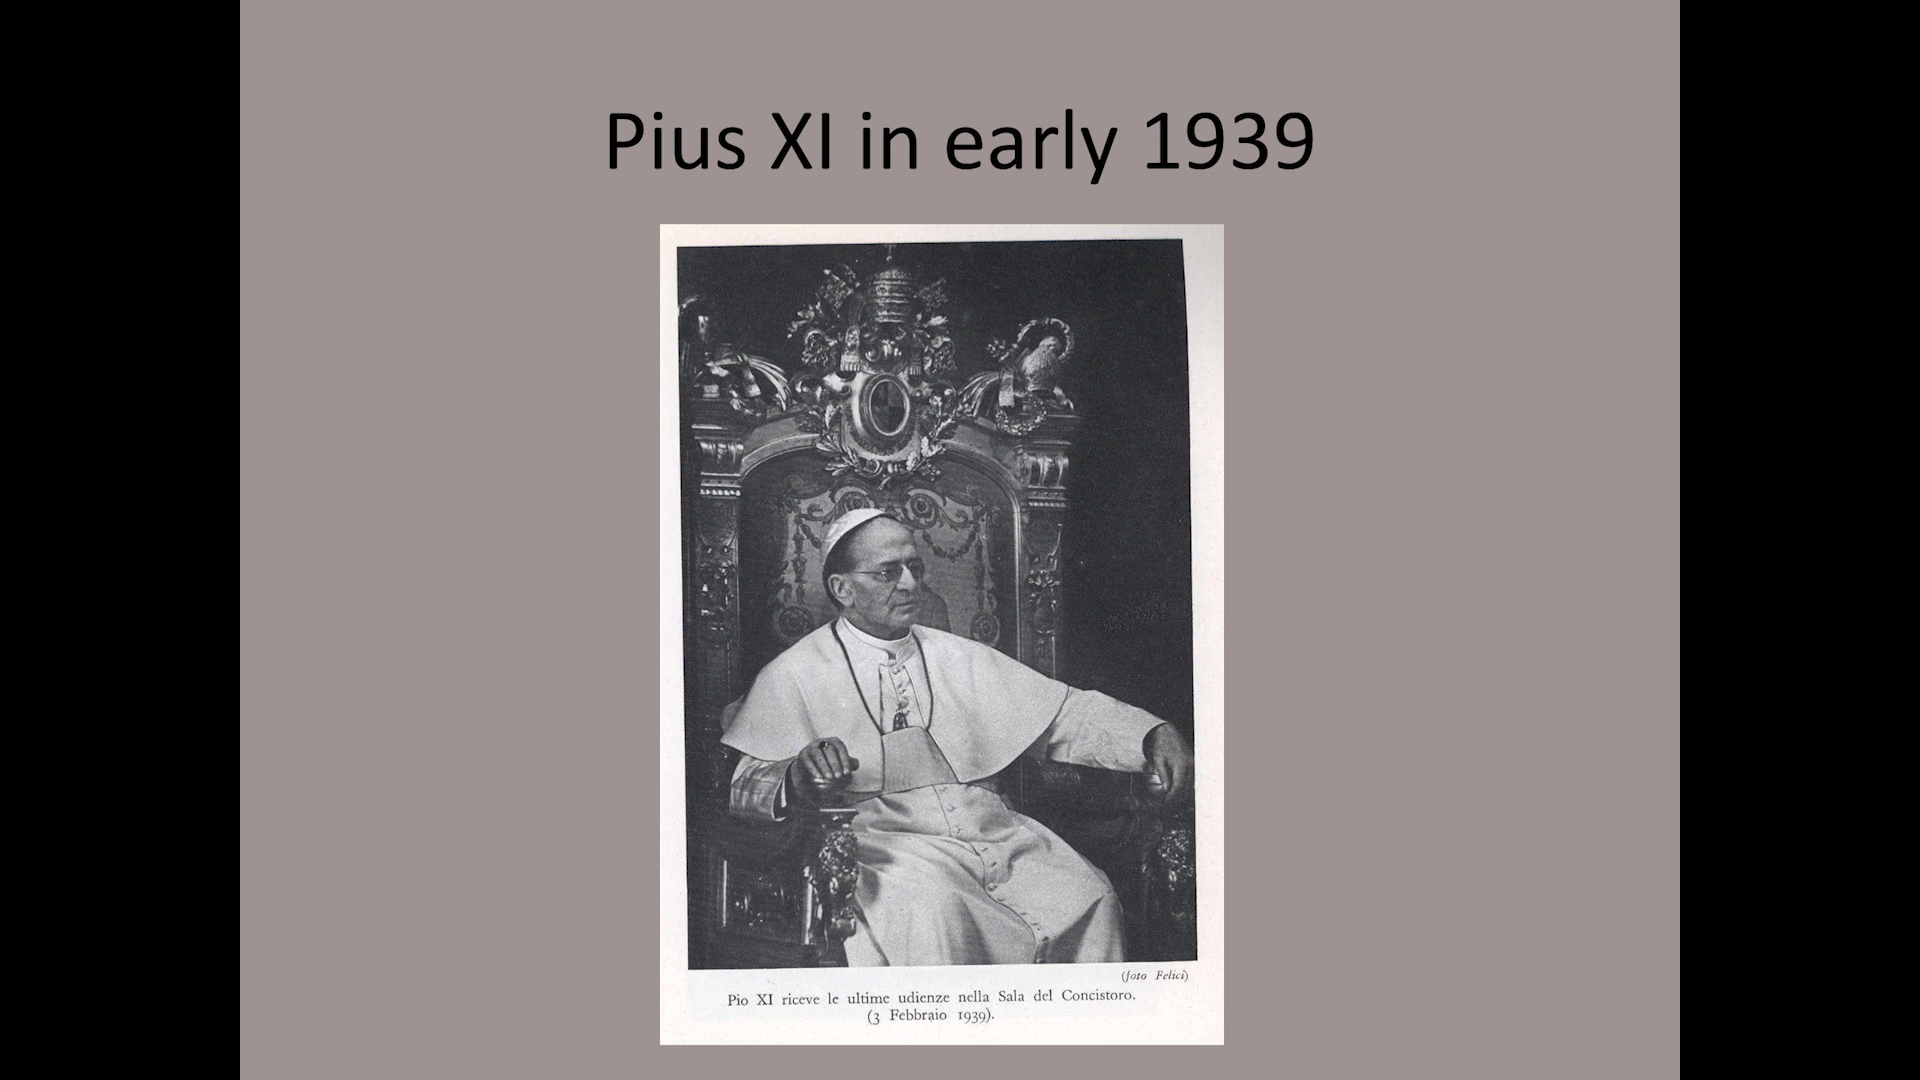 Pius XI in early 1939
(foto Felici)
Pio XI riceve le ultime udienze nella Sala del Concistoro.
(3 Febbraio 1939).